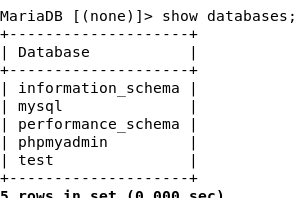 MariaDB [(none)]> show databases;
+--------------------+
| Database           |
+--------------------+
| information_schema |
| mysql              |
| performance_schema |
| phpmyadmin         |
| test               |
+--------------------+
5 rows in set (0.000 sec)